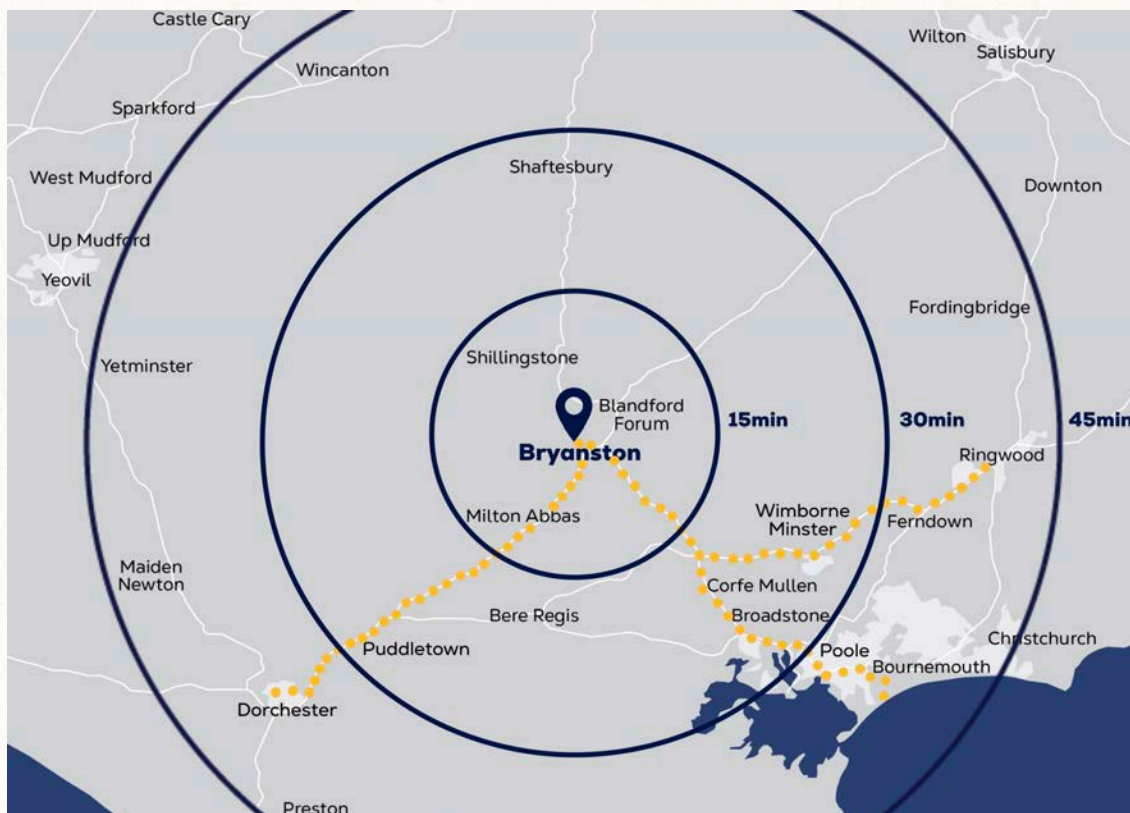 Castle Cary
Wilton
Salisbury
Wincanton
Sparkford
Shaftesbury
West Mudford
Downton
Up Mudford
Yeovil
Fordingbridge
Shillingstone
Yetminster
Blandford
Forum
15min
30min
45min
Bryanston
Ringwood
Milton Abbas
Wimborne
Minster
Ferndown
Maiden
Newton
Corfe Mullen
Bere Regis
Broadstone
Christchurch
Puddletown
Poole
Bournemouth
Dorchester
Preston